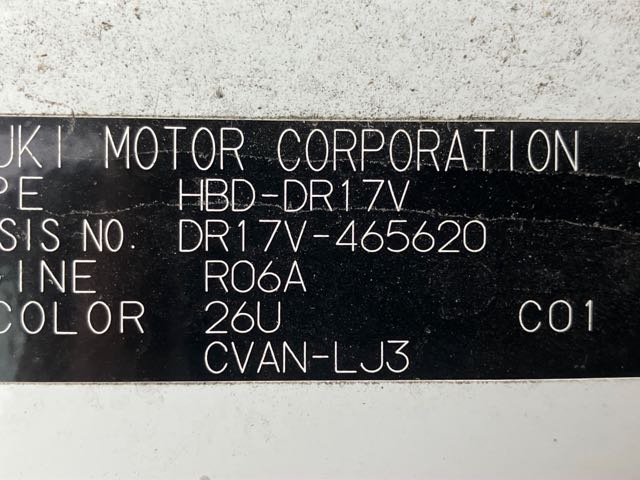 UKI MOTOR CORPORATION
PE HBD-DR17V
SIS NO. DR17V-465620
INE R06A
COLOR 26U C01
CVAN-LJ3